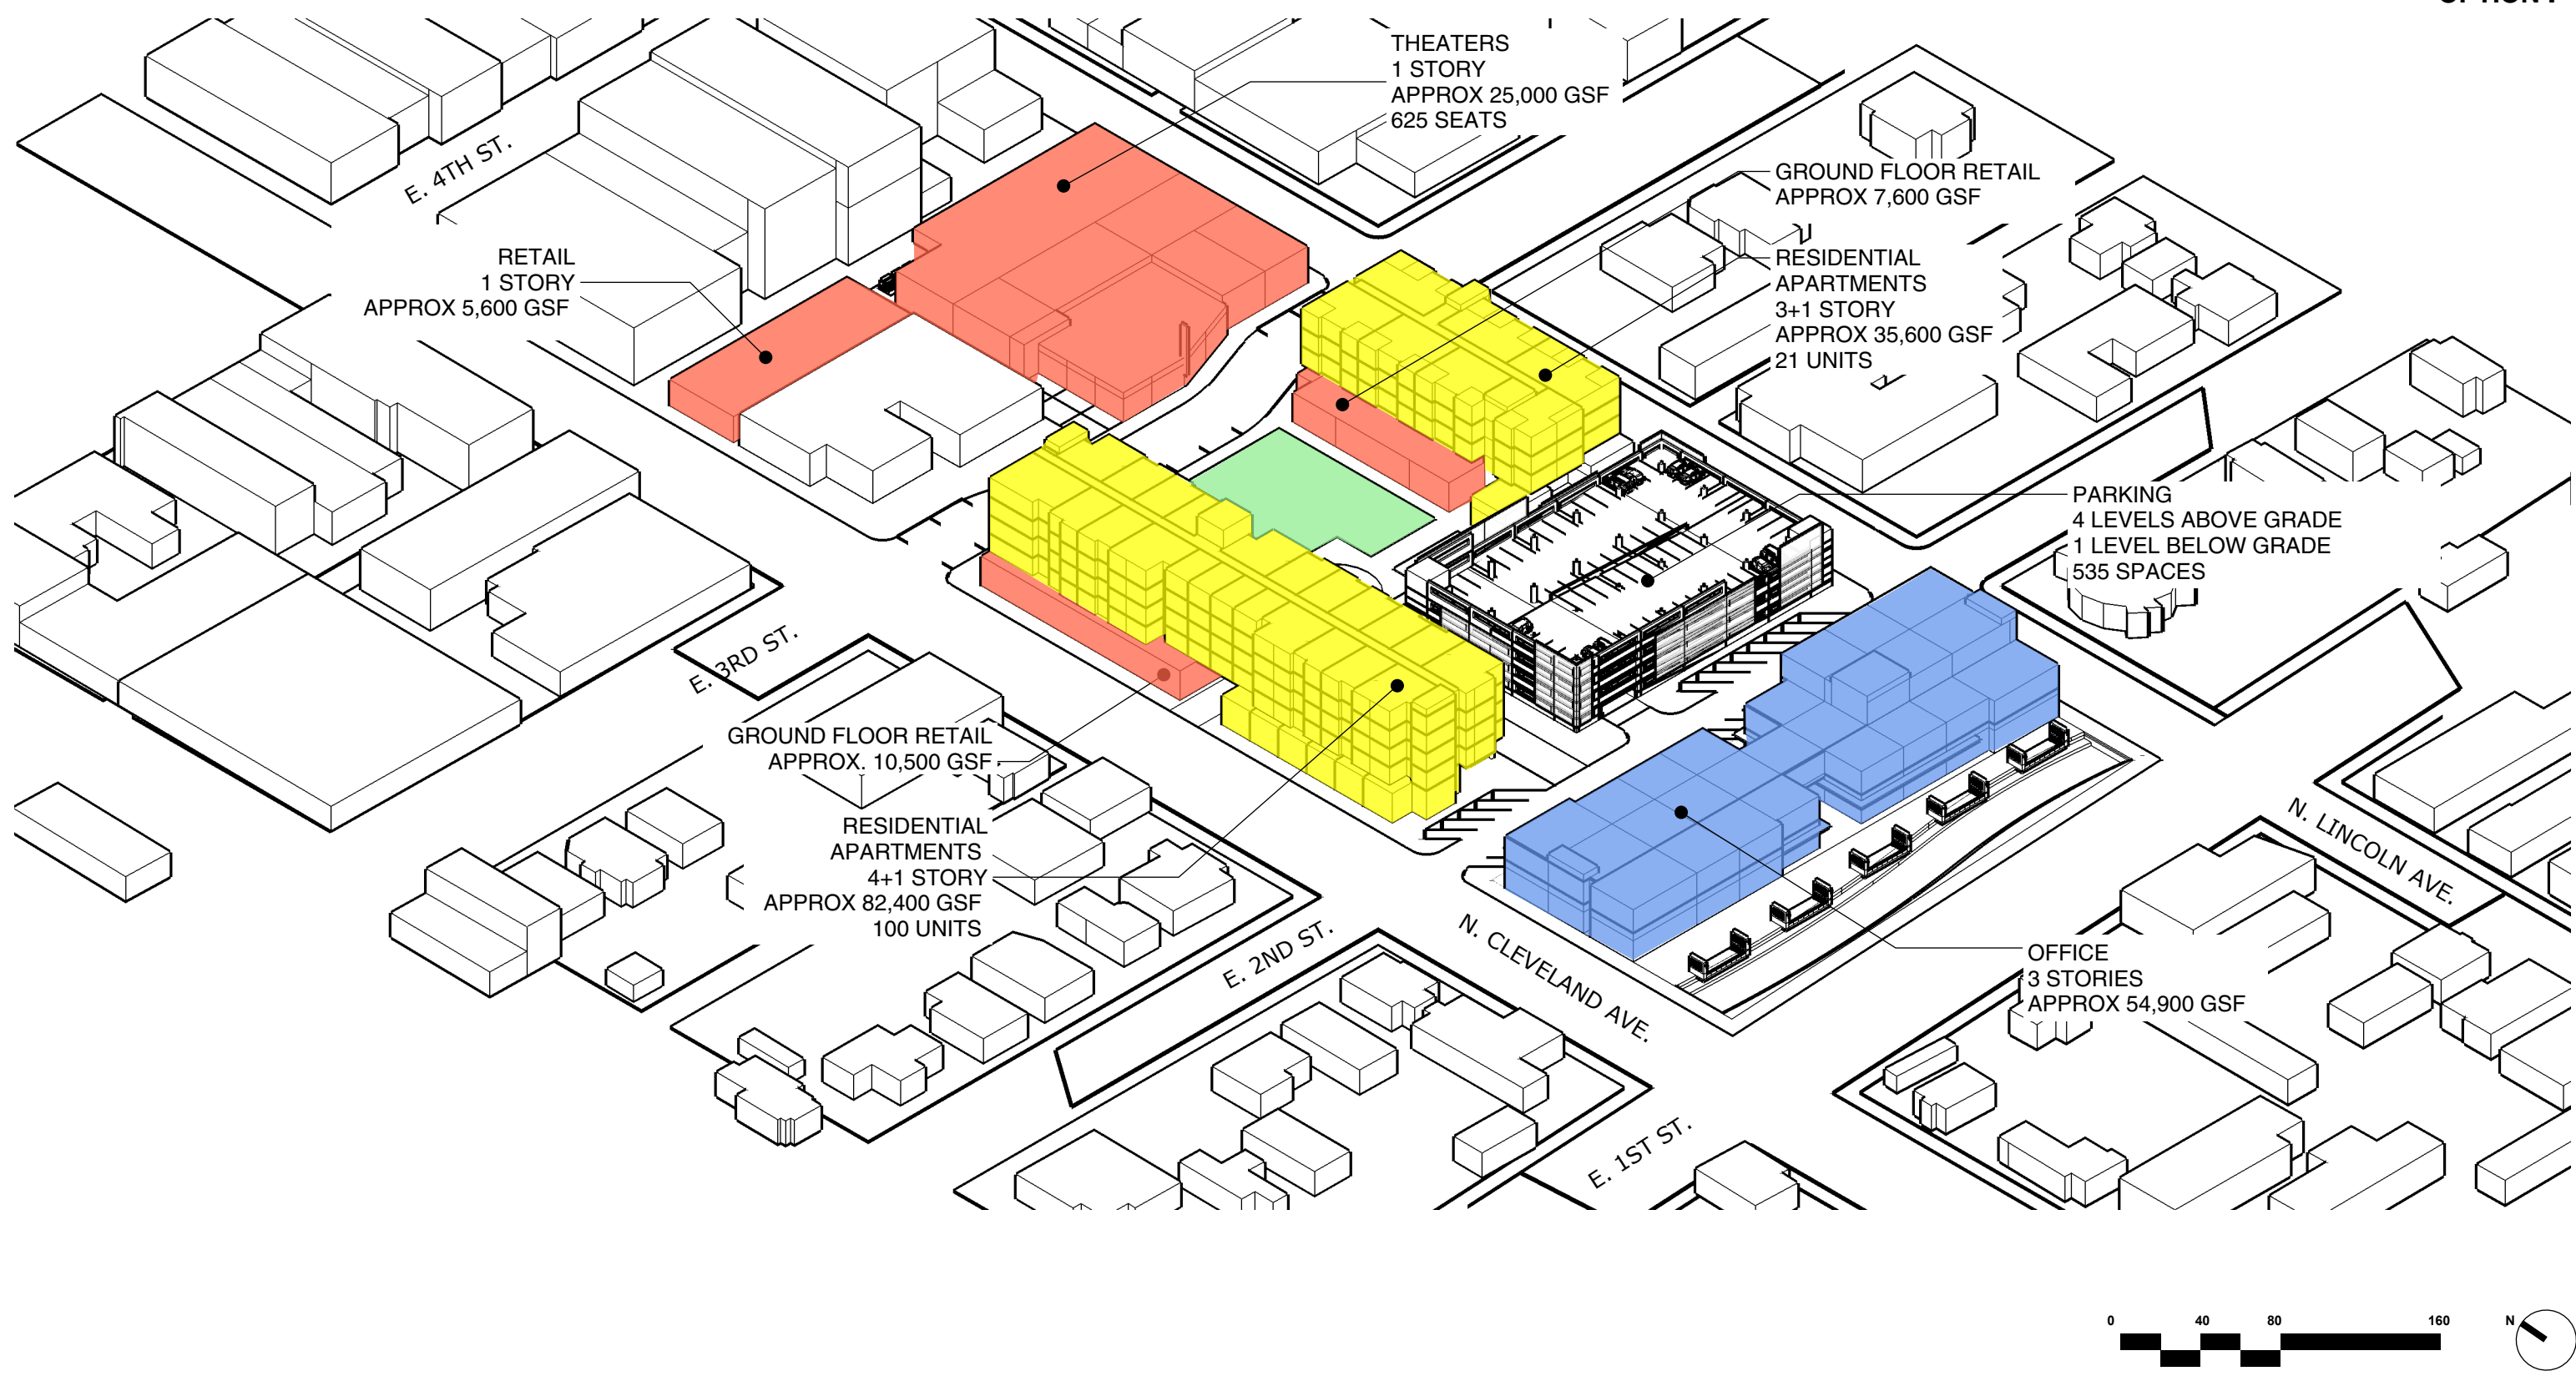 THEATERS
1 STORY
APPROX 25,000 GSF
625 SEATS
GROUND FLOOR RETAIL
APPROX 7,600 GSF
E. 4TH ST.
RETAIL
1 STORY
APPROX 5,600 GSF
RESIDENTIAL
APARTMENTS
3+1 STORY
APPROX 35,600 GSF
21 UNITS
PARKING
4 LEVELS ABOVE GRADE
1 LEVEL BELOW GRADE
535 SPACES
E. 3RD ST.
GROUND FLOOR RETAIL
APPROX. 10,500 GSF
RESIDENTIAL
APARTMENTS
4+1 STORY
APPROX 82,400 GSF
100 UNITS
N. LINCOLN AVE.
E. 2ND ST.
N. CLEVELAND AVE.
OFFICE
3 STORIES
APPROX 54,900 GSF
E. 1ST ST.
0 40 80 160
N